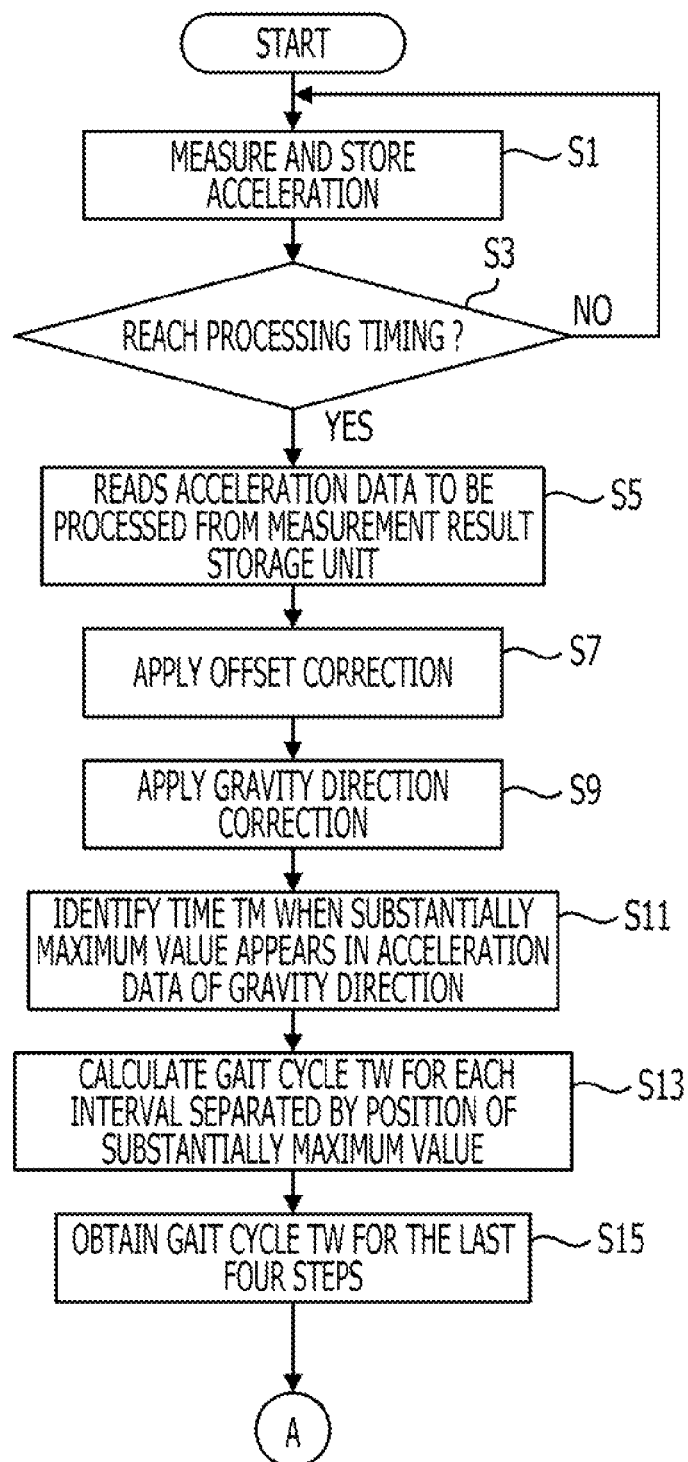 START
MEASURE AND STORE
ACCELERATION
S1
S3
REACH PROCESSING TIMING ?
NO
YES
READS ACCELERATION DATA TO BE
PROCESSED FROM MEASUREMENT RESULT
STORAGE UNIT
S5
APPLY OFFSET CORRECTION
S7
APPLY GRAVITY DIRECTION
CORRECTION
S9
IDENTIFY TIME TM WHEN SUBSTANTIALLY
MAXIMUM VALUE APPEARS IN ACCELERATION
DATA OF GRAVITY DIRECTION
S11
CALCULATE GAIT CYCLE TW FOR EACH
INTERVAL SEPARATED BY POSITION OF
SUBSTANTIALLY MAXIMUM VALUE
S13
OBTAIN GAIT CYCLE TW FOR THE LAST
FOUR STEPS
S15
A